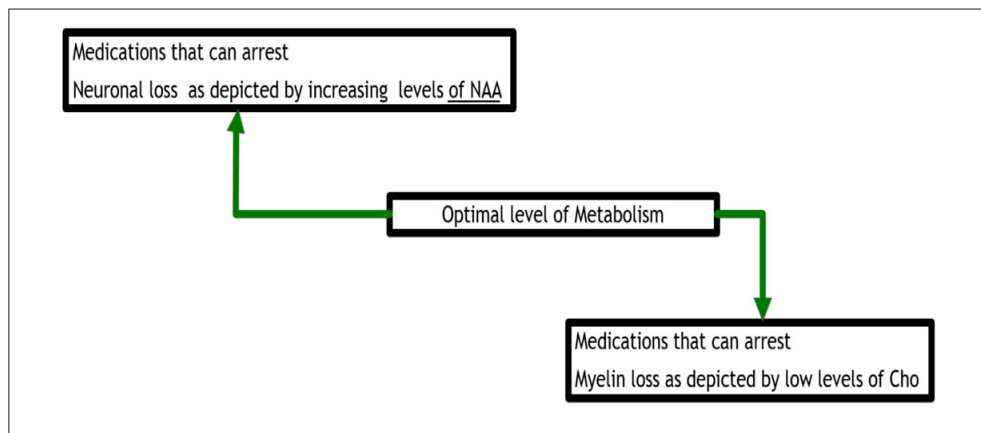 Medications that can arrest
Neuronal loss as depicted by increasing levels of NAA
Optimal level of Metabolism
Medications that can arrest
Myelin loss as depicted by low levels of Cho